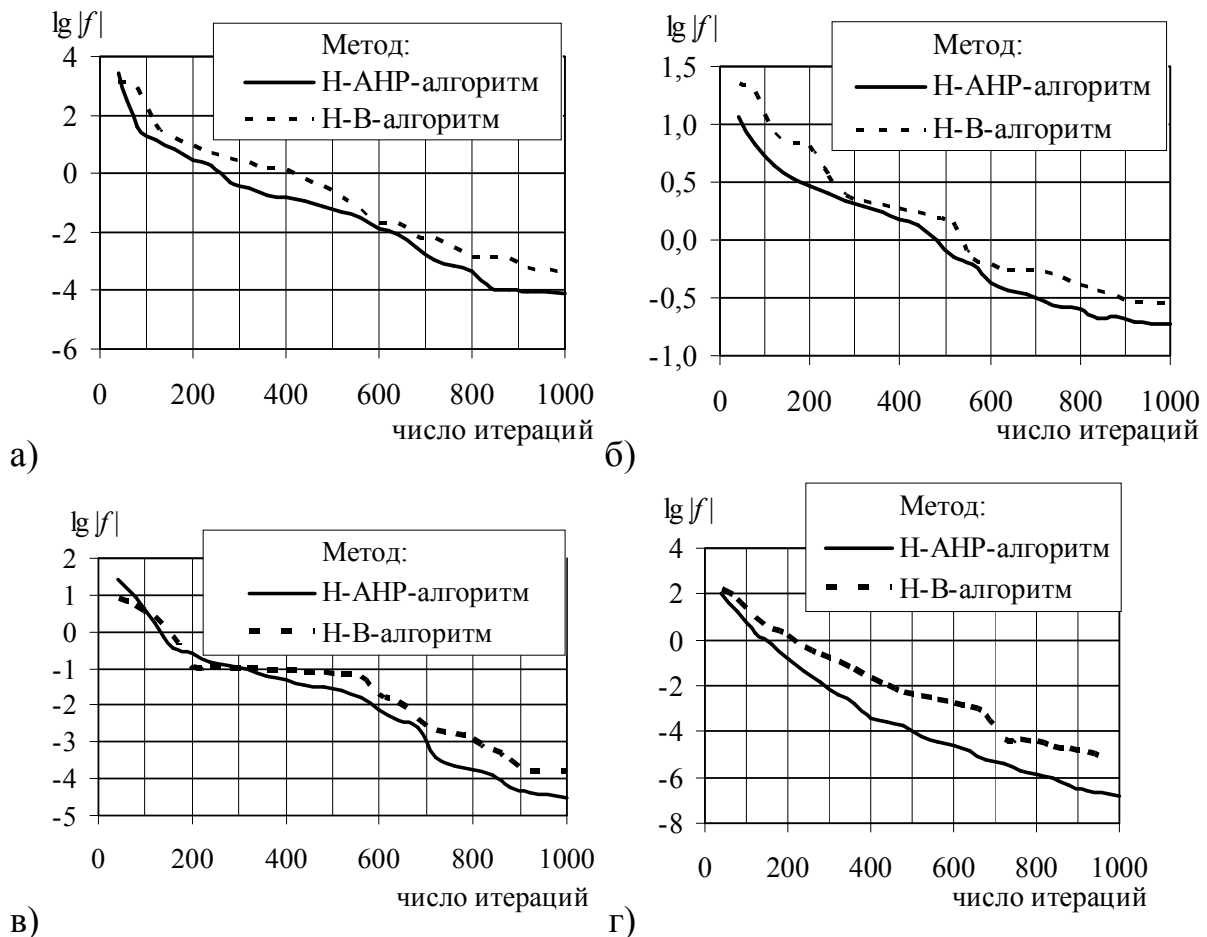 lg |f|
Метод:
Н-АНР-алгоритм
Н-В-алгоритм
4
2
0
-2
-4
-6
0 200 400 600 800 1000
число итераций
а)
lg |f|
Метод:
Н-АНР-алгоритм
Н-В-алгоритм
1,5
1,0
0,5
0,0
-0,5
-1,0
0 200 400 600 800 1000
число итераций
б)
lg |f|
Метод:
Н-АНР-алгоритм
Н-В-алгоритм
2
1
0
-1
-2
-3
-4
-5
0 200 400 600 800 1000
число итераций
в)
lg |f|
Метод:
Н-АНР-алгоритм
Н-В-алгоритм
4
2
0
-2
-4
-6
-8
0 200 400 600 800 1000
число итераций
г)